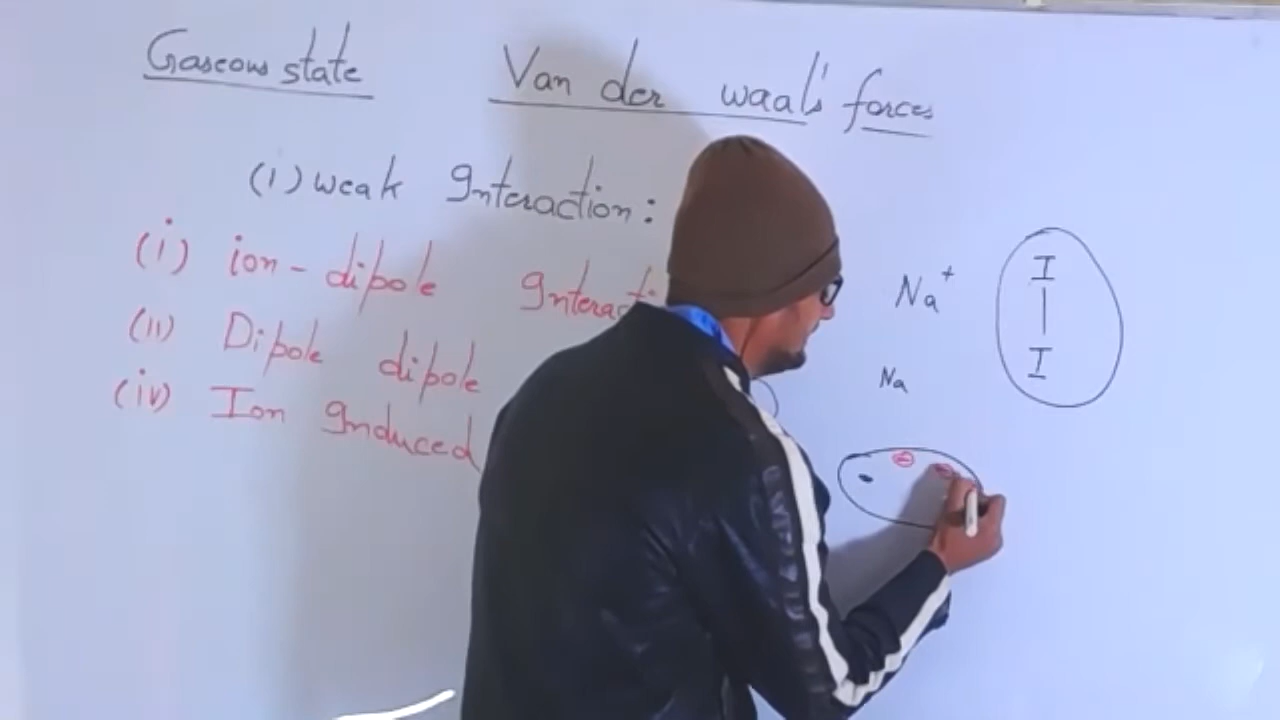 Gaseous state
Van der waal's forces
(i) weak Interaction:
(i) ion-dipole
(ii) Dipole dipole
(iv) Ion Induced
Na+
I
|
I
Na